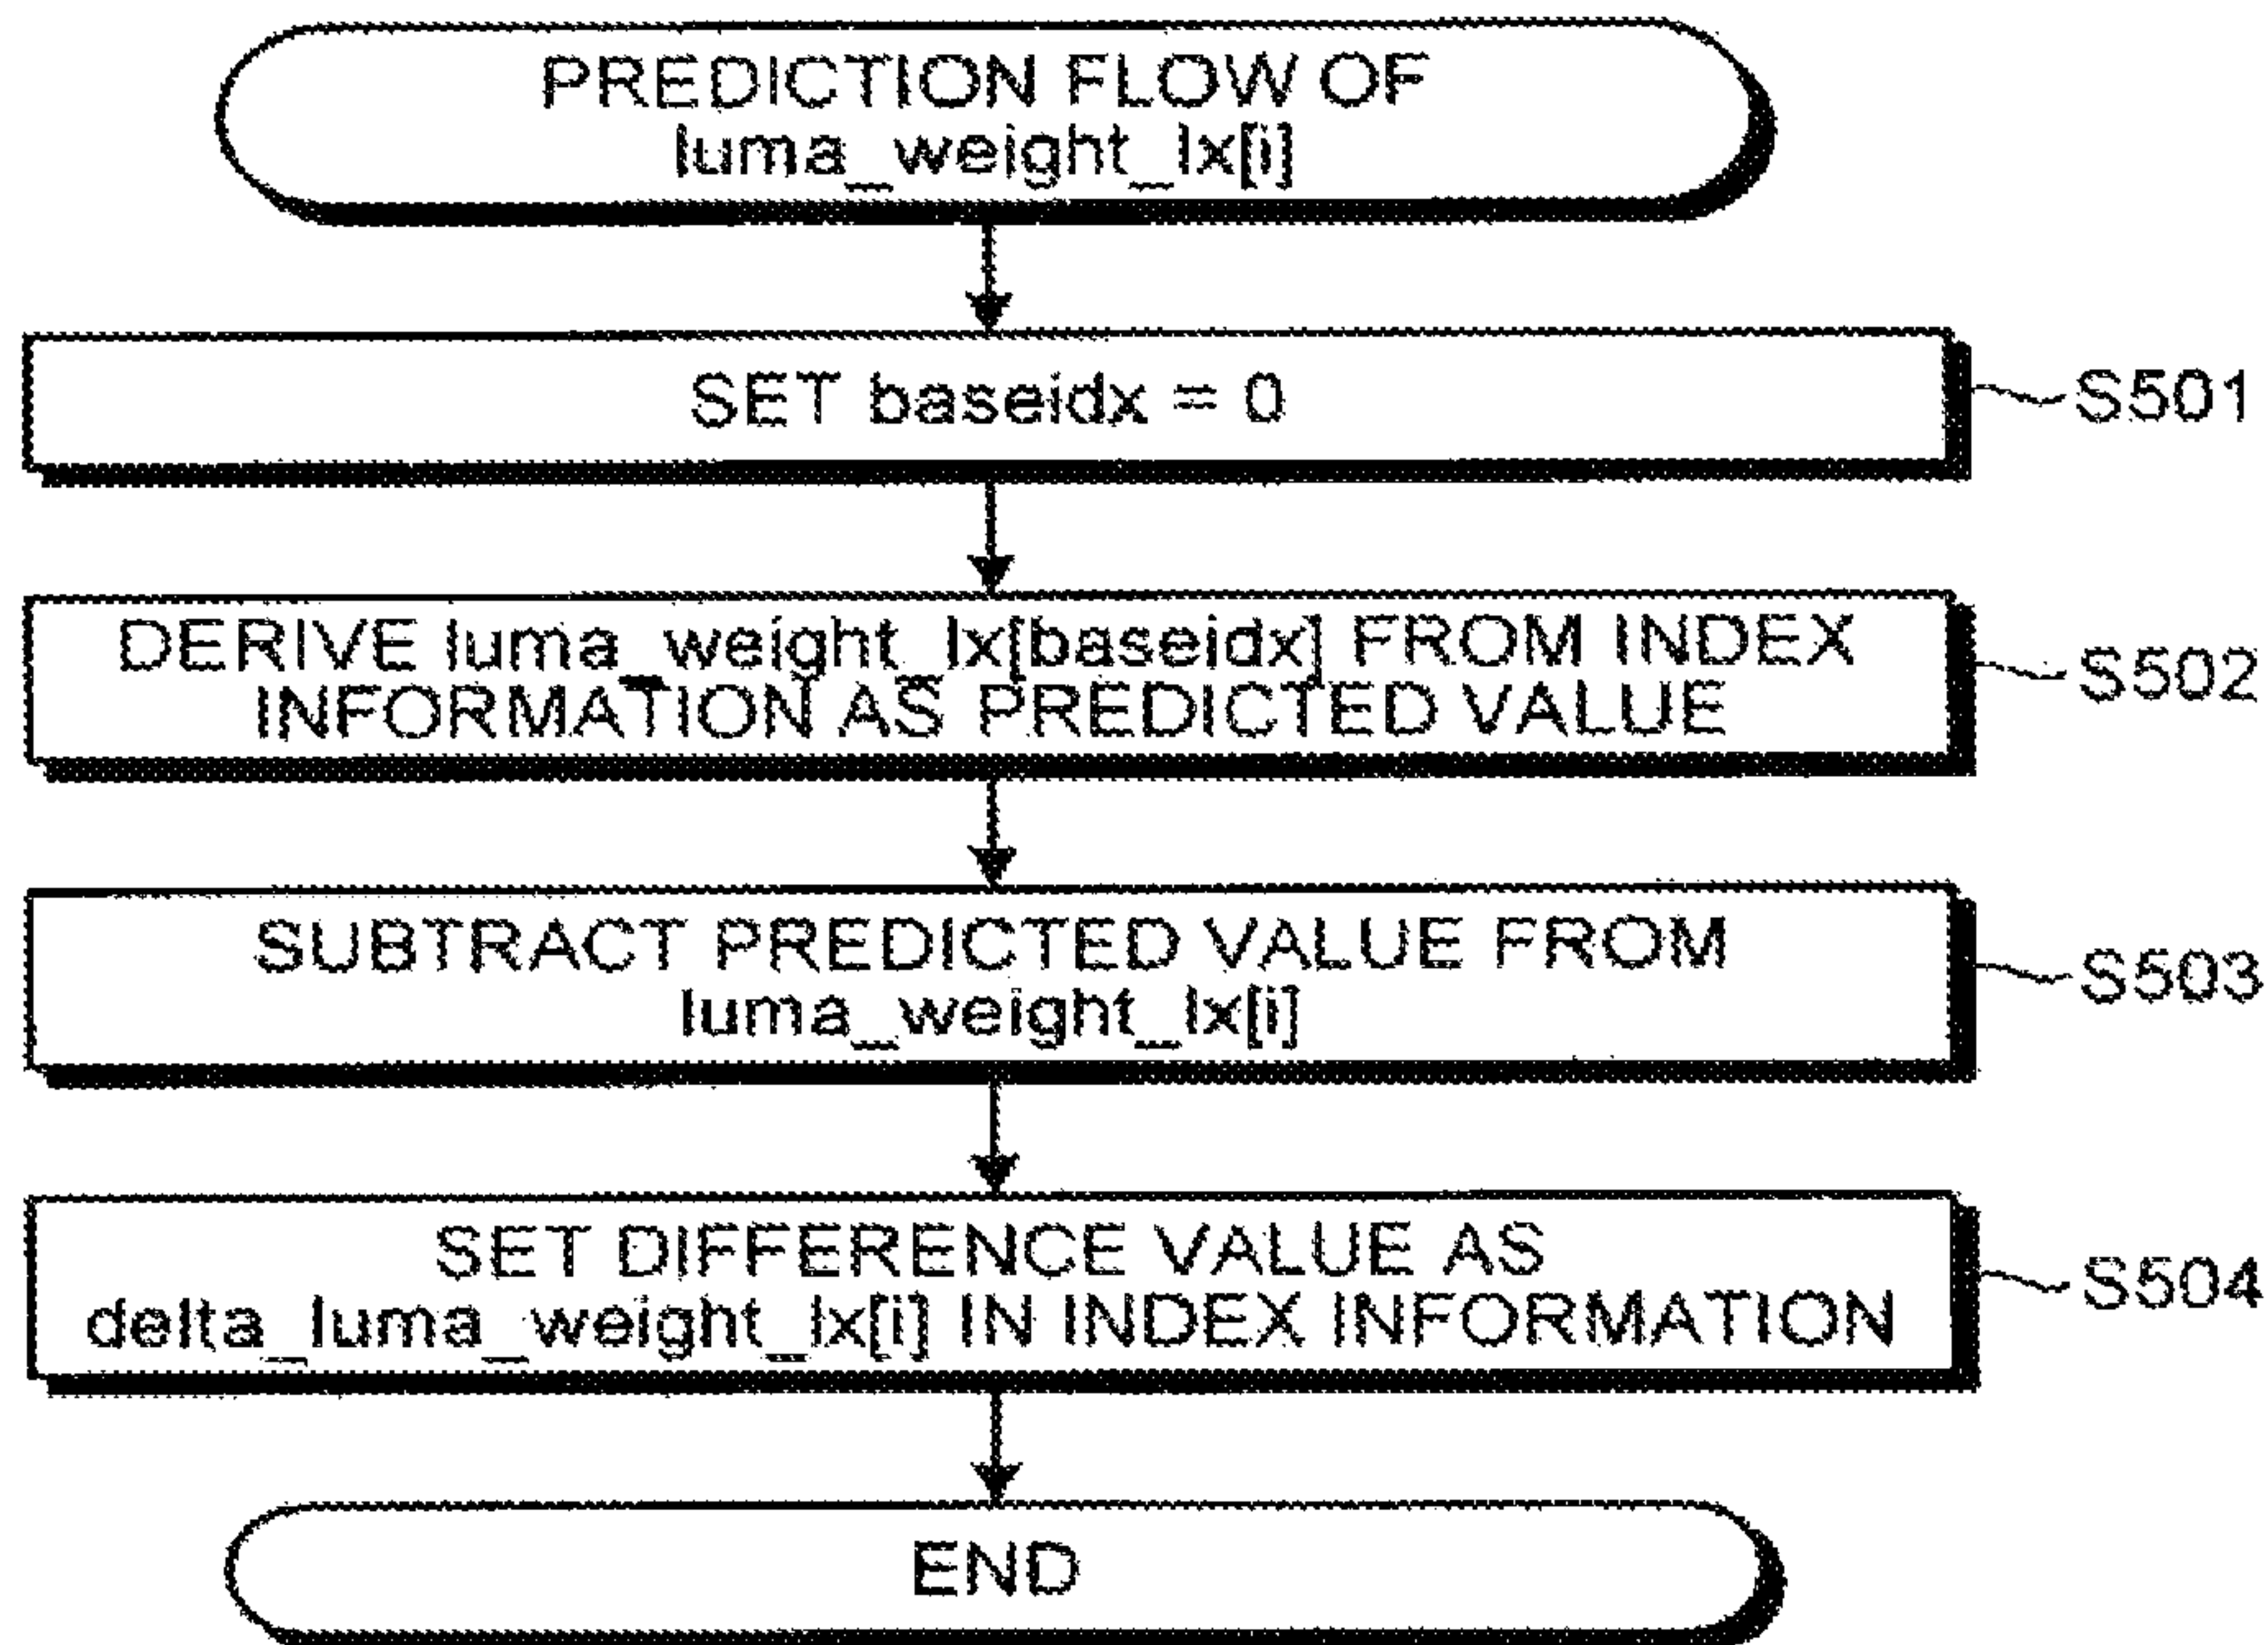 PREDICTION FLOW OF
luma_weight_lx[i]
SET baseidx = 0
S501
DERIVE luma_weight_lx[baseidx] FROM INDEX
INFORMATION AS PREDICTED VALUE
S502
SUBTRACT PREDICTED VALUE FROM
luma_weight_lx[i]
S503
SET DIFFERENCE VALUE AS
delta_luma_weight_lx[i] IN INDEX INFORMATION
S504
END